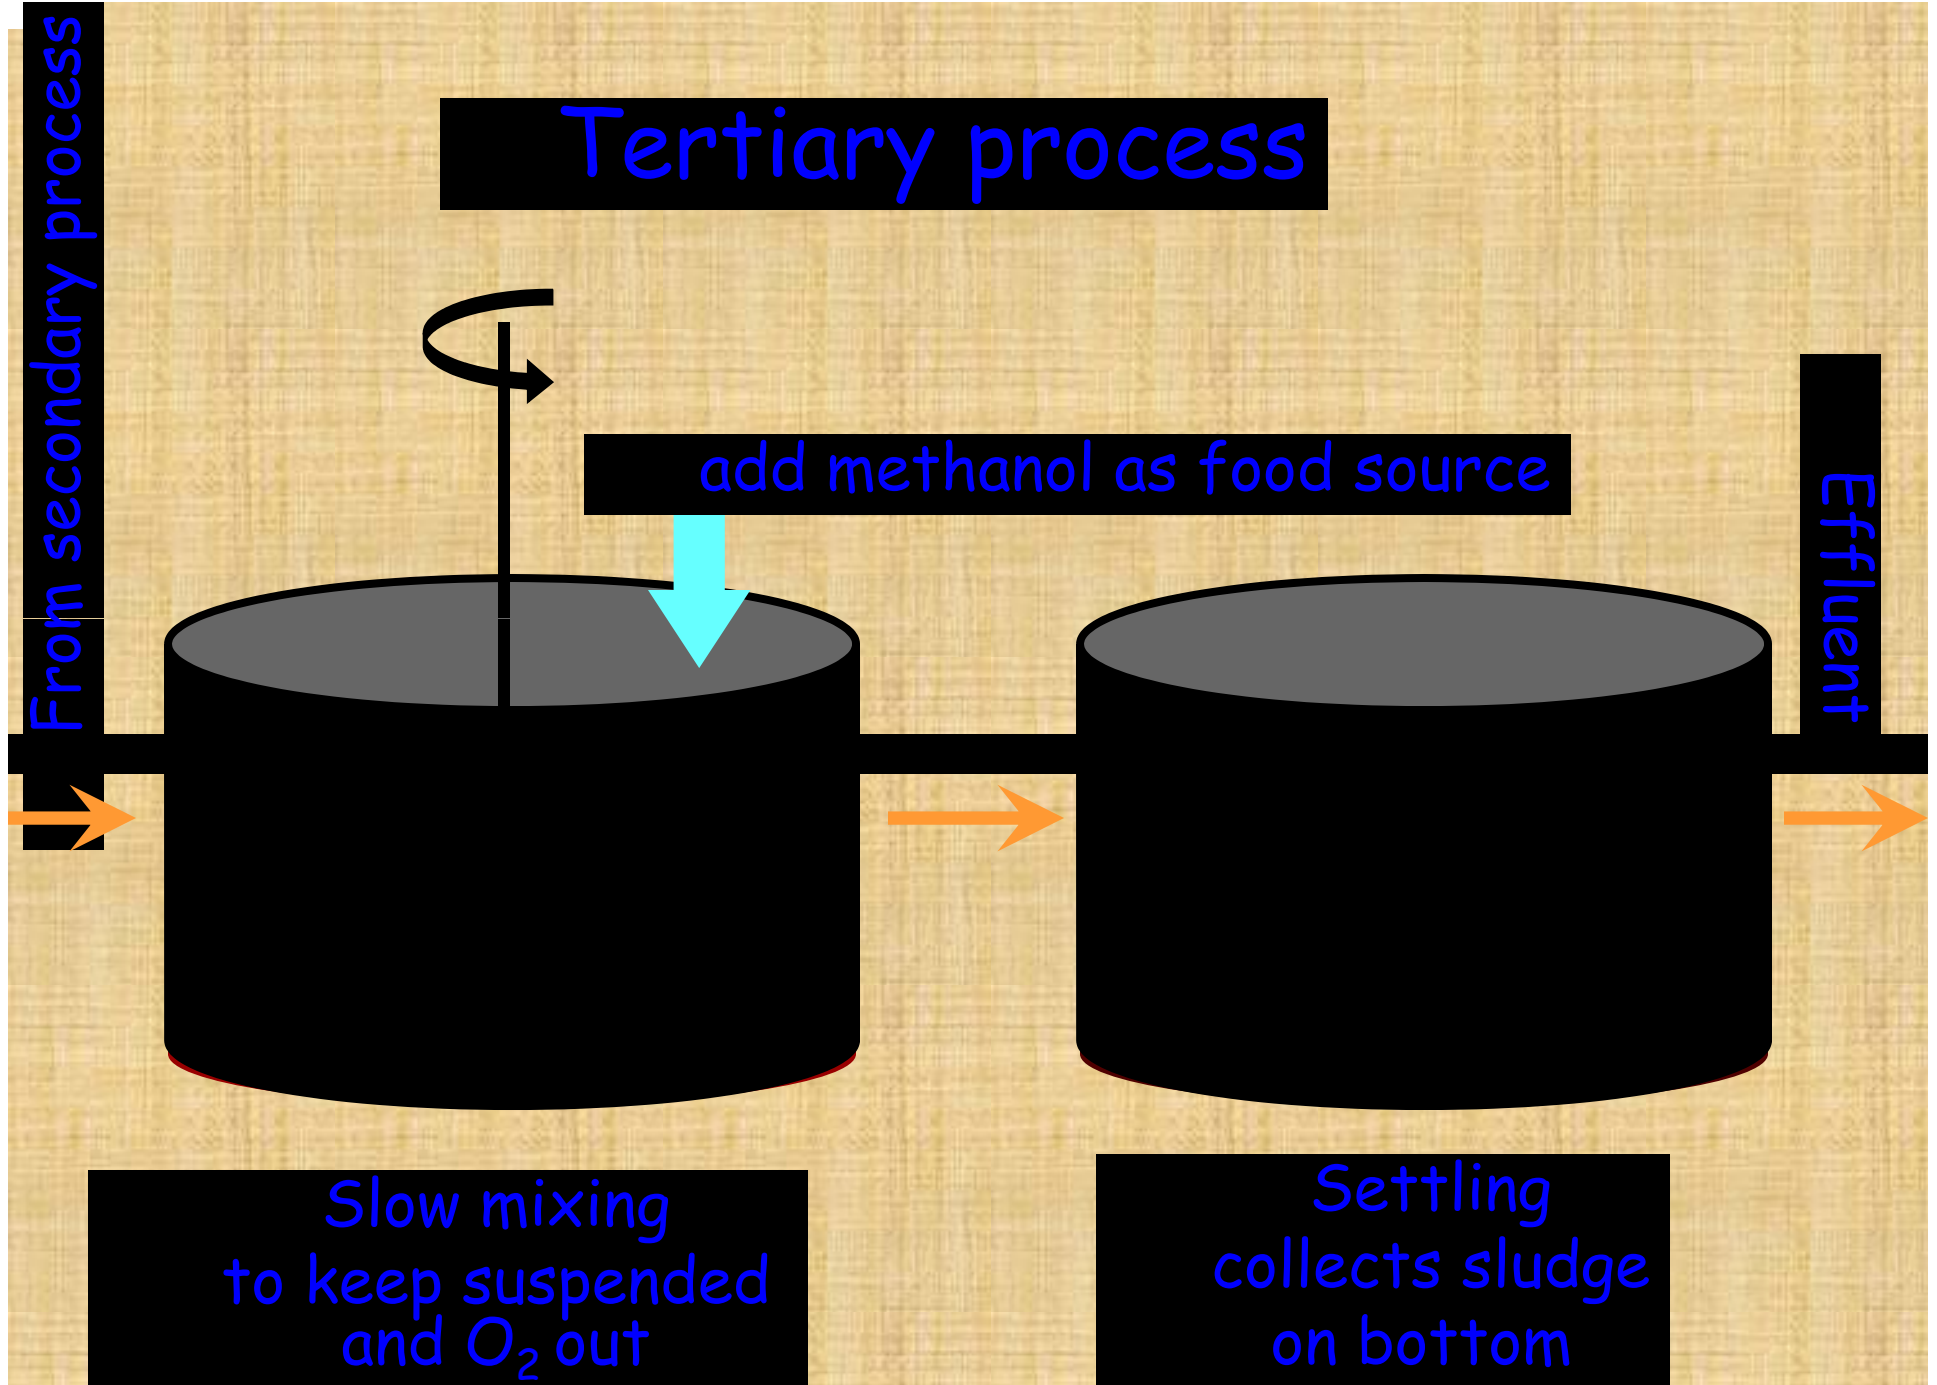 From secondary process
Tertiary process
add methanol as food source
Effluent
Slow mixing
to keep suspended
and O₂ out
Settling
collects sludge
on bottom